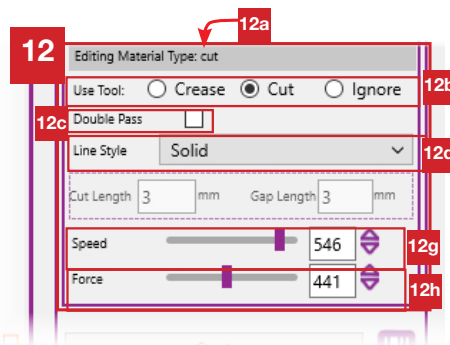 12a
12
Editing Material Type: cut
Use Tool: Crease Cut Ignore
12b
12c
Double Pass
Line Style Solid
Cut Length 3 mm Gap Length 3 mm
Speed 546
12g
Force 441
12h